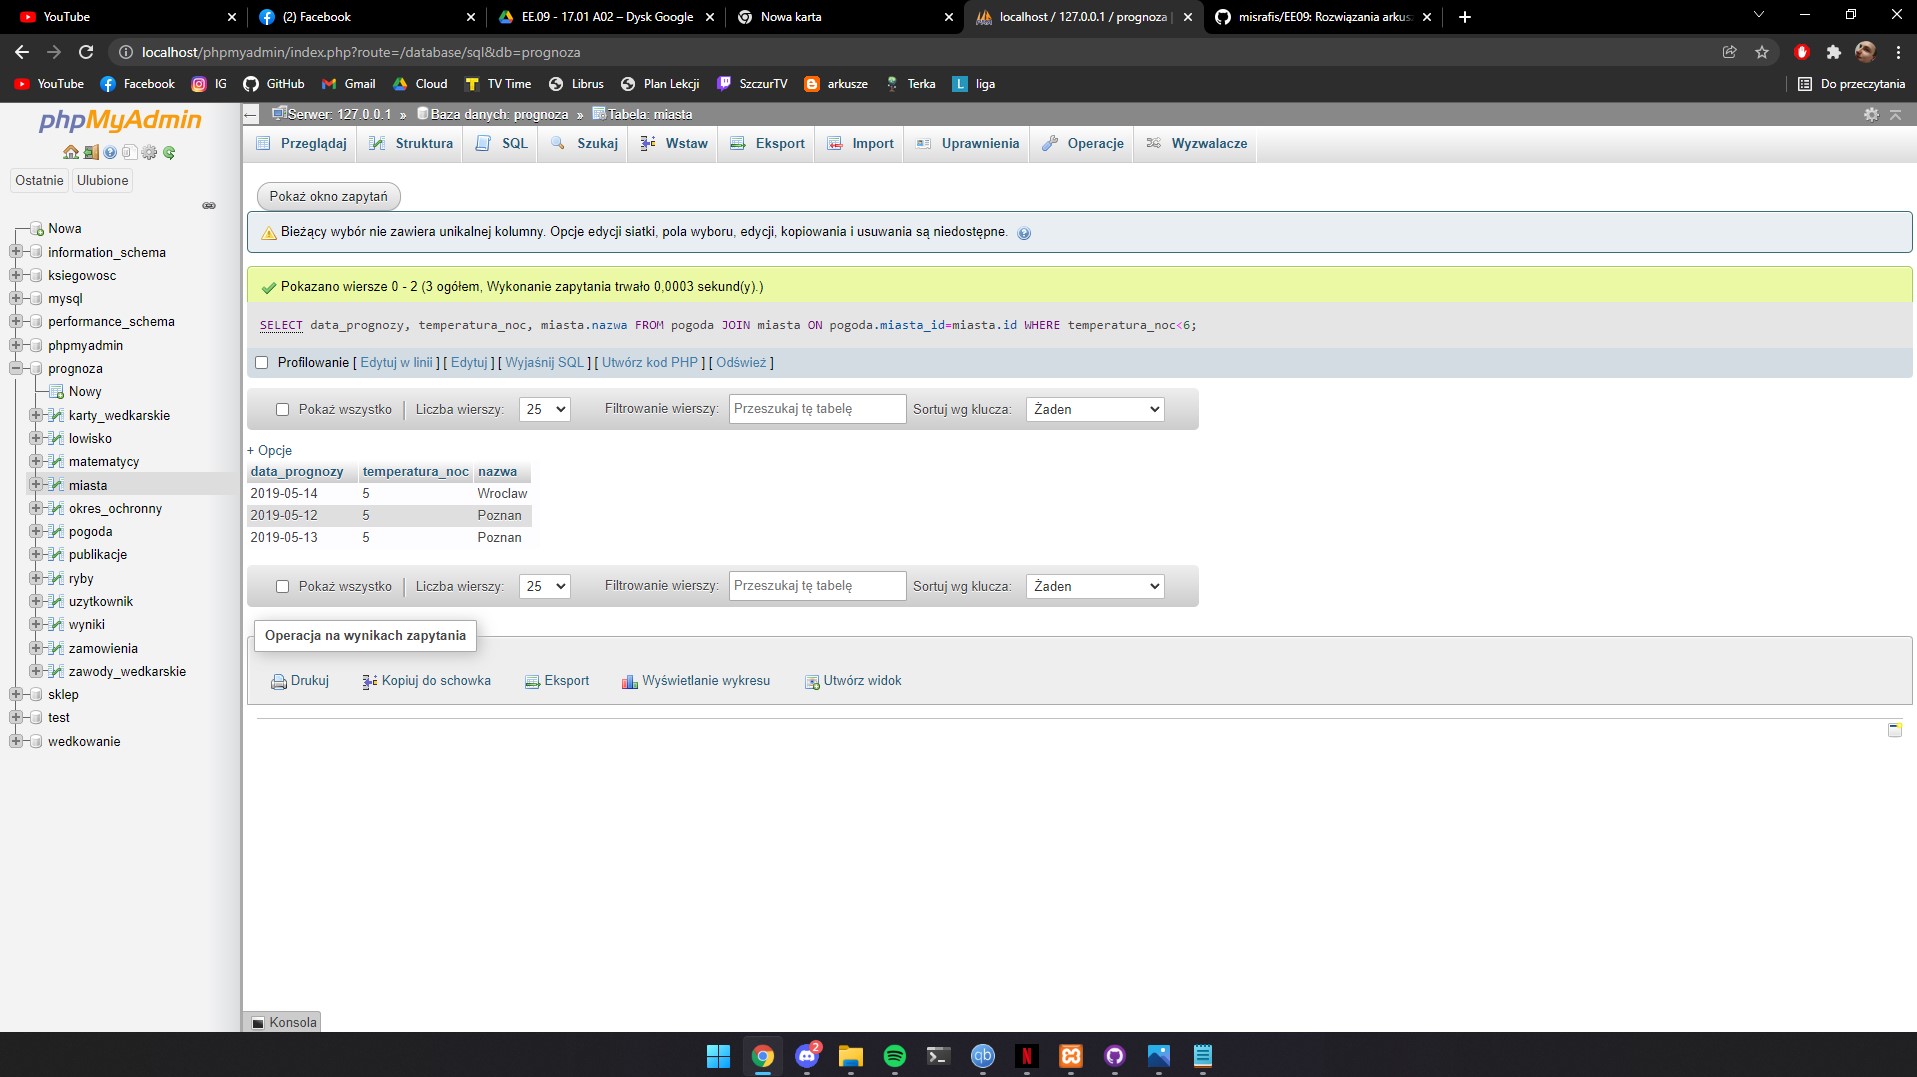 YouTube
(2) Facebook
EE.09 - 17.01 A02 – Dysk Google
Nowa karta
localhost / 127.0.0.1 / prognoza |
misrafis/EE09: Rozwiązania arkus
localhost/phpmyadmin/index.php?route=/database/sql&db=prognoza
YouTube
Facebook
IG
GitHub
Gmail
Cloud
TV Time
Librus
Plan Lekcji
SzczurTV
arkusze
Terka
L
liga
Do przeczytania
phpMyAdmin
Ostatnie
Ulubione
Nowa
information_schema
ksiegowosc
mysql
performance_schema
phpmyadmin
prognoza
Nowy
karty_wedkarskie
lowisko
matematycy
miasta
okres_ochronny
pogoda
publikacje
ryby
uzytkownik
wyniki
zamowienia
zawody_wedkarskie
sklep
test
wedkowanie
Serwer: 127.0.0.1 » Baza danych: prognoza » Tabela: miasta
Przeglądaj
Struktura
SQL
Szukaj
Wstaw
Eksport
Import
Uprawnienia
Operacje
Wyzwalacze
Pokaż okno zapytań
Bieżący wybór nie zawiera unikalnej kolumny. Opcje edycji siatki, pola wyboru, edycji, kopiowania i usuwania są niedostępne.
Pokazano wiersze 0 - 2 (3 ogółem, Wykonanie zapytania trwało 0,0003 sekund(y).)
SELECT data_prognozy, temperatura_noc, miasta.nazwa FROM pogoda JOIN miasta ON pogoda.miasta_id=miasta.id WHERE temperatura_noc<6;
Profilowanie [ Edytuj w linii ] [ Edytuj ] [ Wyjaśnij SQL ] [ Utwórz kod PHP ] [ Odśwież ]
Pokaż wszystko
Liczba wierszy: 25
Filtrowanie wierszy: Przeszukaj tę tabelę
Sortuj wg klucza: Żaden
+ Opcje
data_prognozy temperatura_noc nazwa
2019-05-14 5 Wroclaw
2019-05-12 5 Poznan
2019-05-13 5 Poznan
Pokaż wszystko
Liczba wierszy: 25
Filtrowanie wierszy: Przeszukaj tę tabelę
Sortuj wg klucza: Żaden
Operacja na wynikach zapytania
Drukuj
Kopiuj do schowka
Eksport
Wyświetlanie wykresu
Utwórz widok
Konsola
2
qb
N